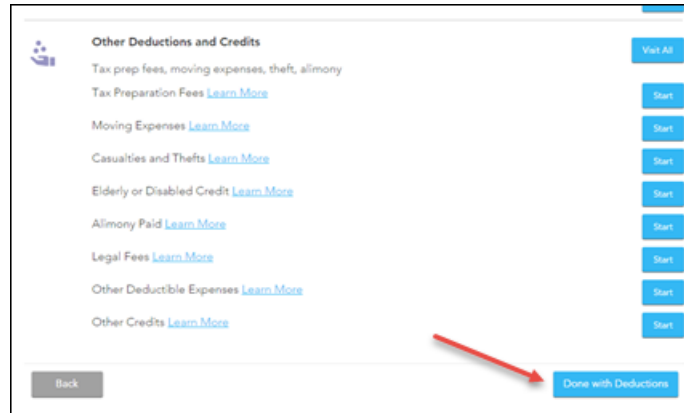 Other Deductions and Credits
Visit All
Tax prep fees, moving expenses, theft, alimony
Tax Preparation Fees Learn More
Start
Moving Expenses Learn More
Start
Casualties and Thefts Learn More
Start
Elderly or Disabled Credit Learn More
Start
Alimony Paid Learn More
Start
Legal Fees Learn More
Start
Other Deductible Expenses Learn More
Start
Other Credits Learn More
Start
Back
Done with Deductions